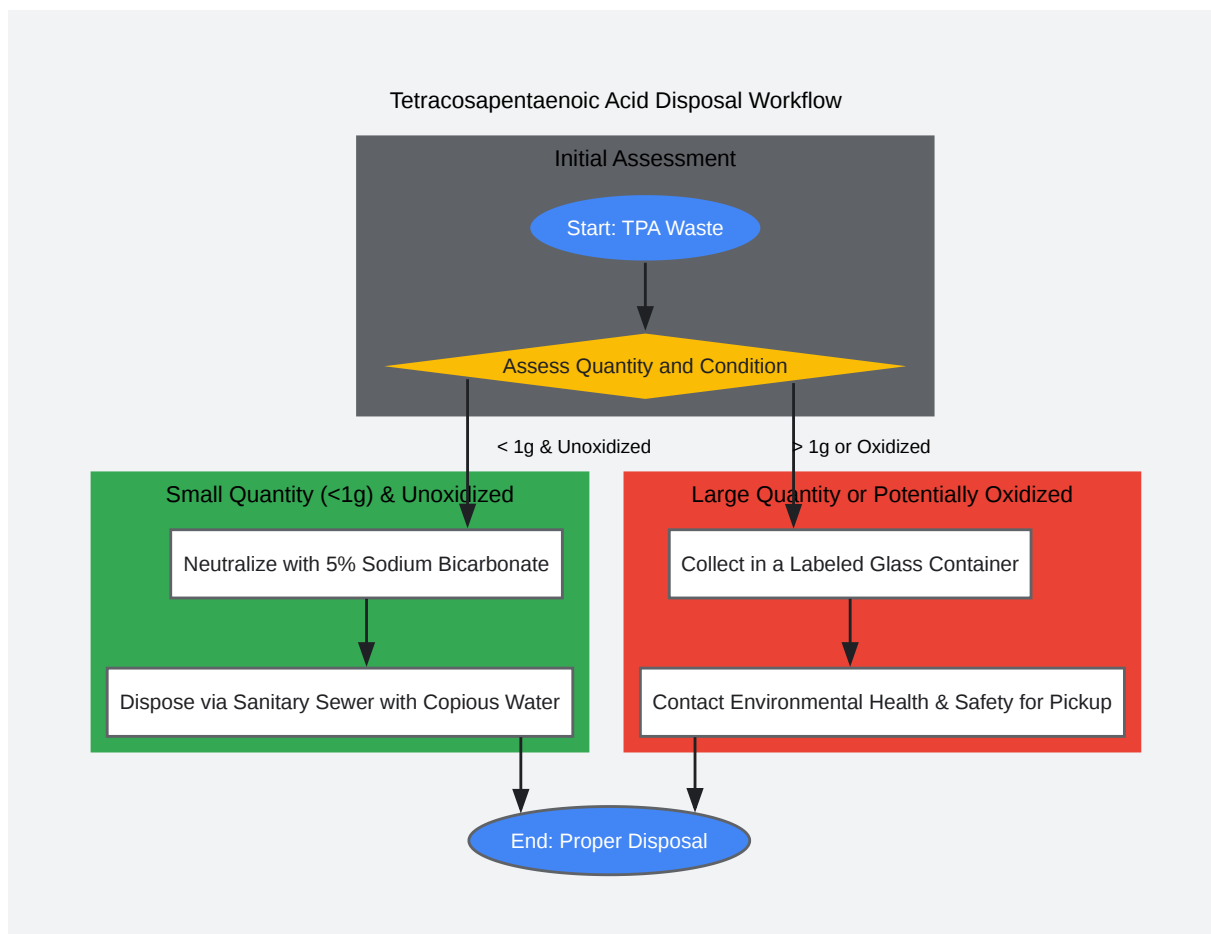 Tetracosapentaenoic Acid Disposal Workflow
Initial Assessment
Start: TPA Waste
Assess Quantity and Condition
< 1g & Unoxidized
> 1g or Oxidized
Small Quantity (<1g) & Unoxidized
Large Quantity or Potentially Oxidized
Neutralize with 5% Sodium Bicarbonate
Collect in a Labeled Glass Container
Dispose via Sanitary Sewer with Copious Water
Contact Environmental Health & Safety for Pickup
End: Proper Disposal